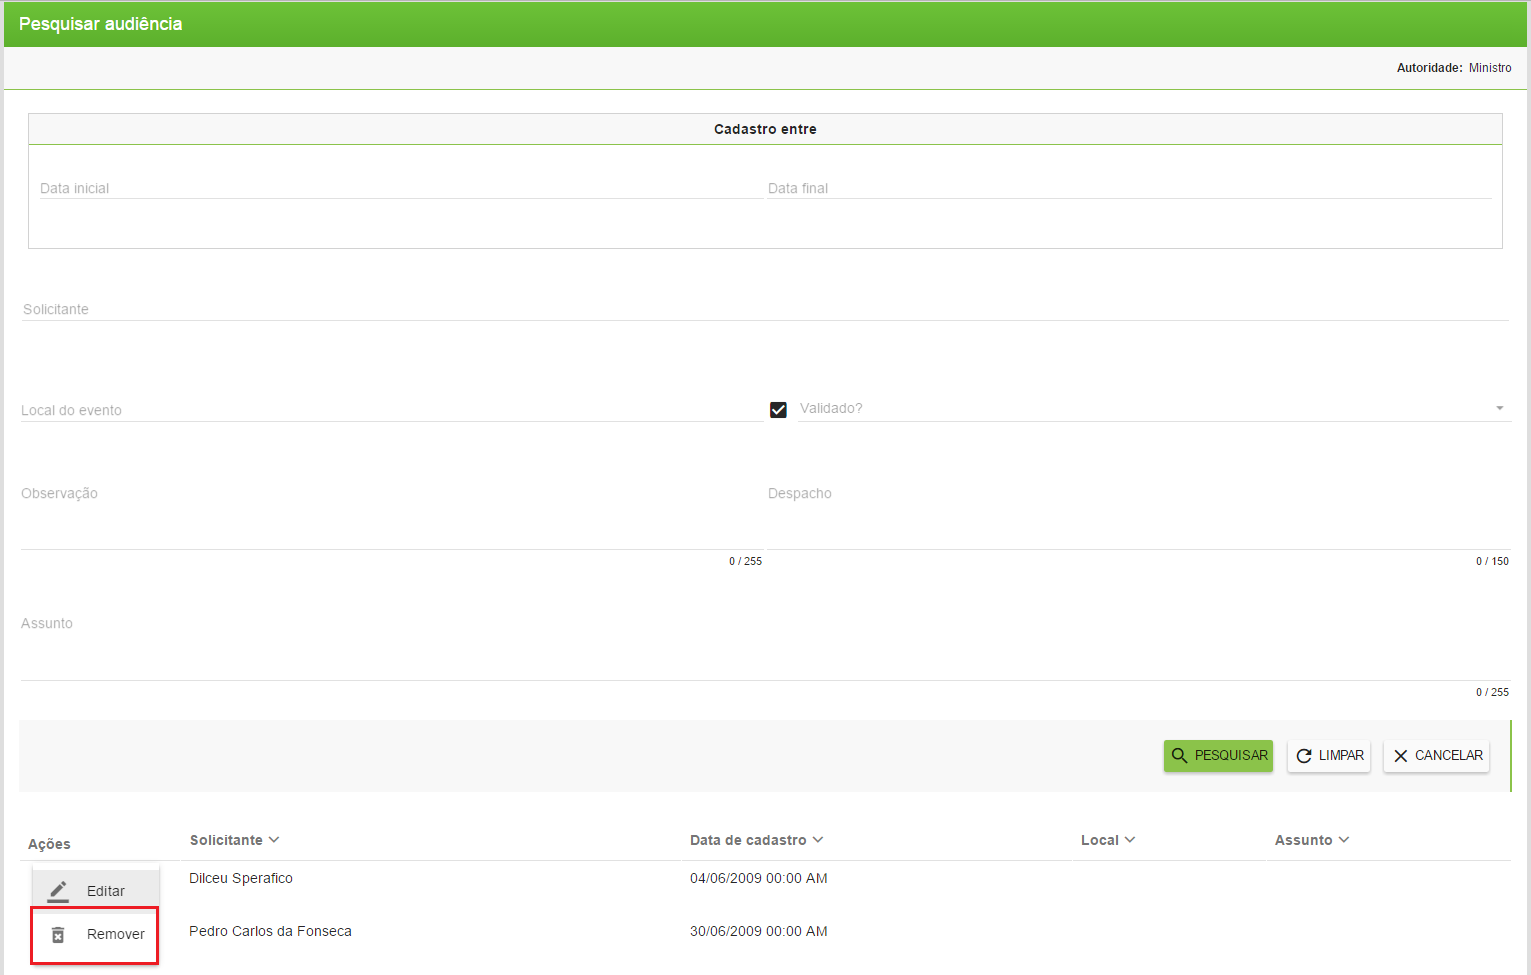 Pesquisar audiência
Autoridade: Ministro
Cadastro entre
Data inicial Data final
Solicitante
Local do evento Validado?
Observação Despacho
0 / 255 0 / 150
Assunto
0 / 255
PESQUISAR LIMPAR CANCELAR
Ações Solicitante Data de cadastro Local Assunto
Editar Dilceu Sperafico 04/06/2009 00:00 AM
Remover Pedro Carlos da Fonseca 30/06/2009 00:00 AM